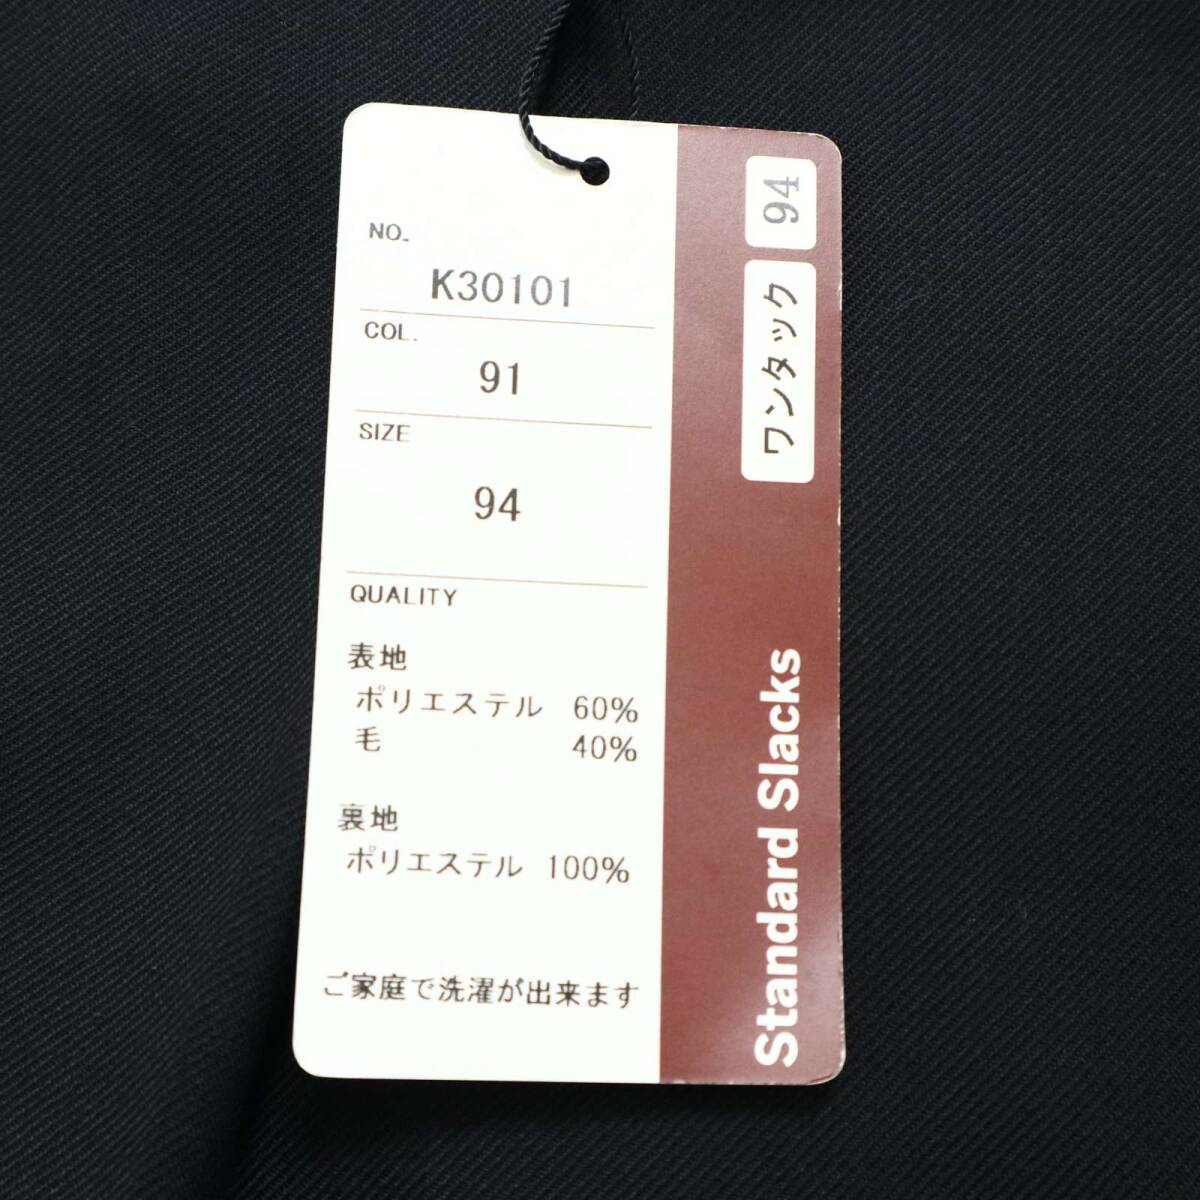 NO.
K30101
COL.
91
SIZE
94
QUALITY
表地
ポリエステル 60%
毛 40%
裏地
ポリエステル 100%
ご家庭で洗濯が出来ます
Standard Slacks
ワンタック
94